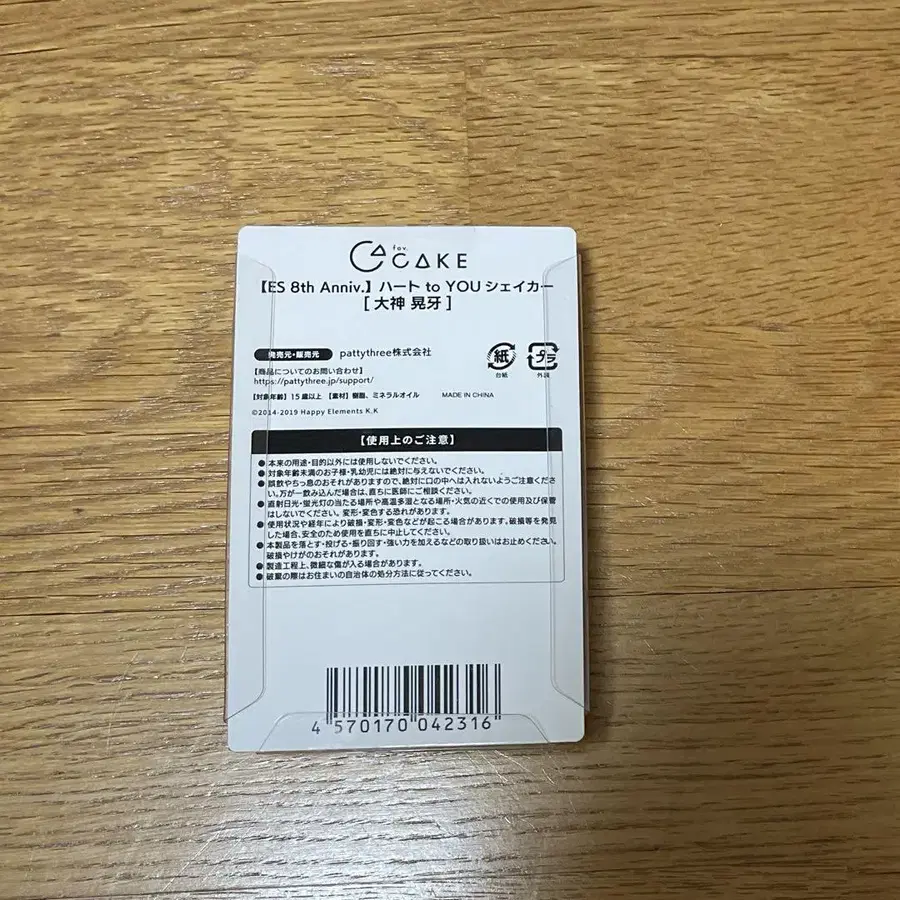 fav.
CAKE
【ES 8th Anniv.】ハート to YOU シェイカー
[ 大神 晃牙 ]
発売元・販売元 pattythree株式会社
紙 プラ
台紙 外装
【商品についてのお問い合わせ】
https://pattythree.jp/support/
【対象年齢】15歳以上 【素材】樹脂、ミネラルオイル MADE IN CHINA
©2014-2019 Happy Elements K.K
【使用上のご注意】
●本来の用途・目的以外には使用しないでください。
●対象年齢未満のお子様・乳幼児には絶対に与えないでください。
●誤飲やちっ息のおそれがありますので、絶対に口の中へは入れないようご注意くだ
さい。万が一飲み込んだ場合は、直ちに医師にご相談ください。
●直射日光・蛍光灯の当たる場所や高温多湿となる場所・火気の近くでの使用及び保管
はしないでください。変形・変色する恐れがあります。
●使用状況や経年により破損・変形・変色などが起こる場合があります。破損等を発見
した場合、安全のため使用を直ちに中止してください。
●本製品を落とす・投げる・振り回す・強い力を加えるなどの取り扱いはお止めください。
破損やけがのおそれがあります。
●製造工程上、微細な傷が入る場合があります。
●破棄の際はお住まいの自治体の処分方法に従ってください。
4 570170 042316